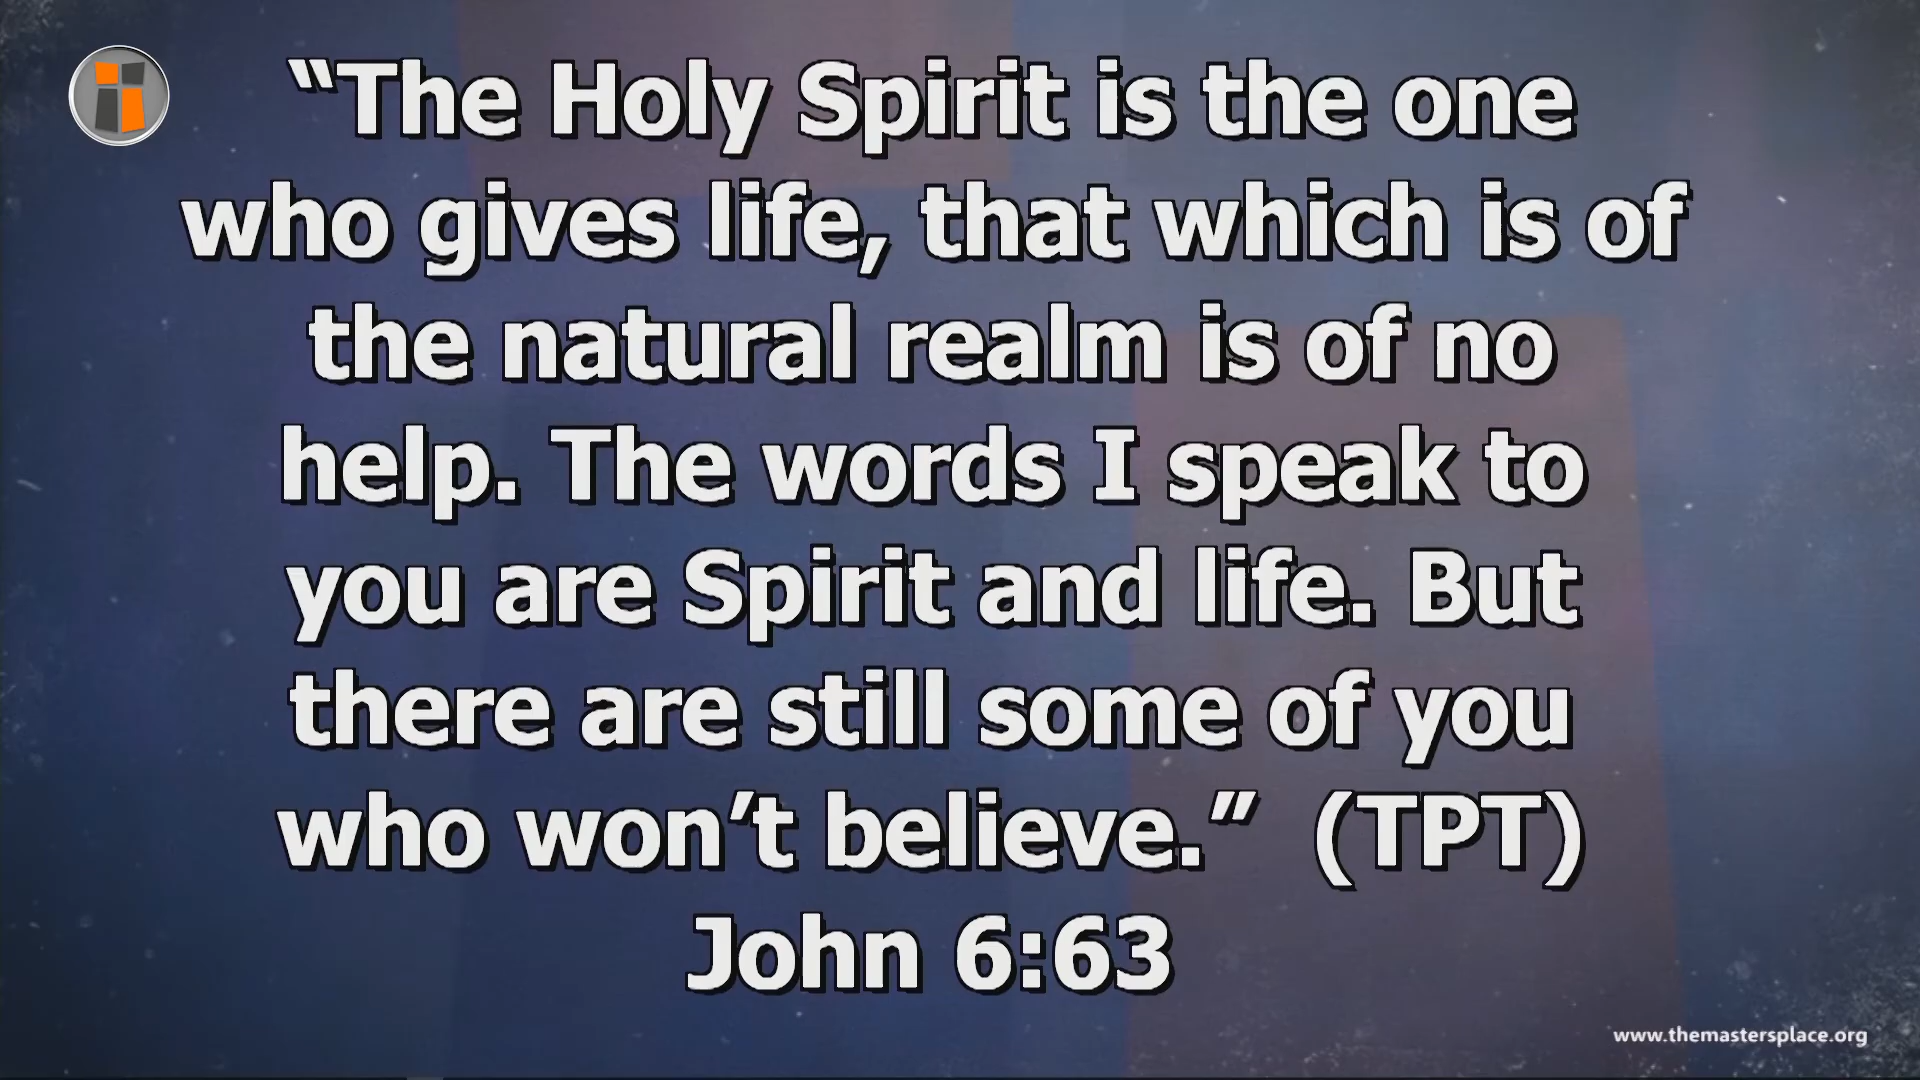 “The Holy Spirit is the one
who gives life, that which is of
the natural realm is of no
help. The words I speak to
you are Spirit and life. But
there are still some of you
who won’t believe.”  (TPT)
John 6:63
www.themastersplace.org